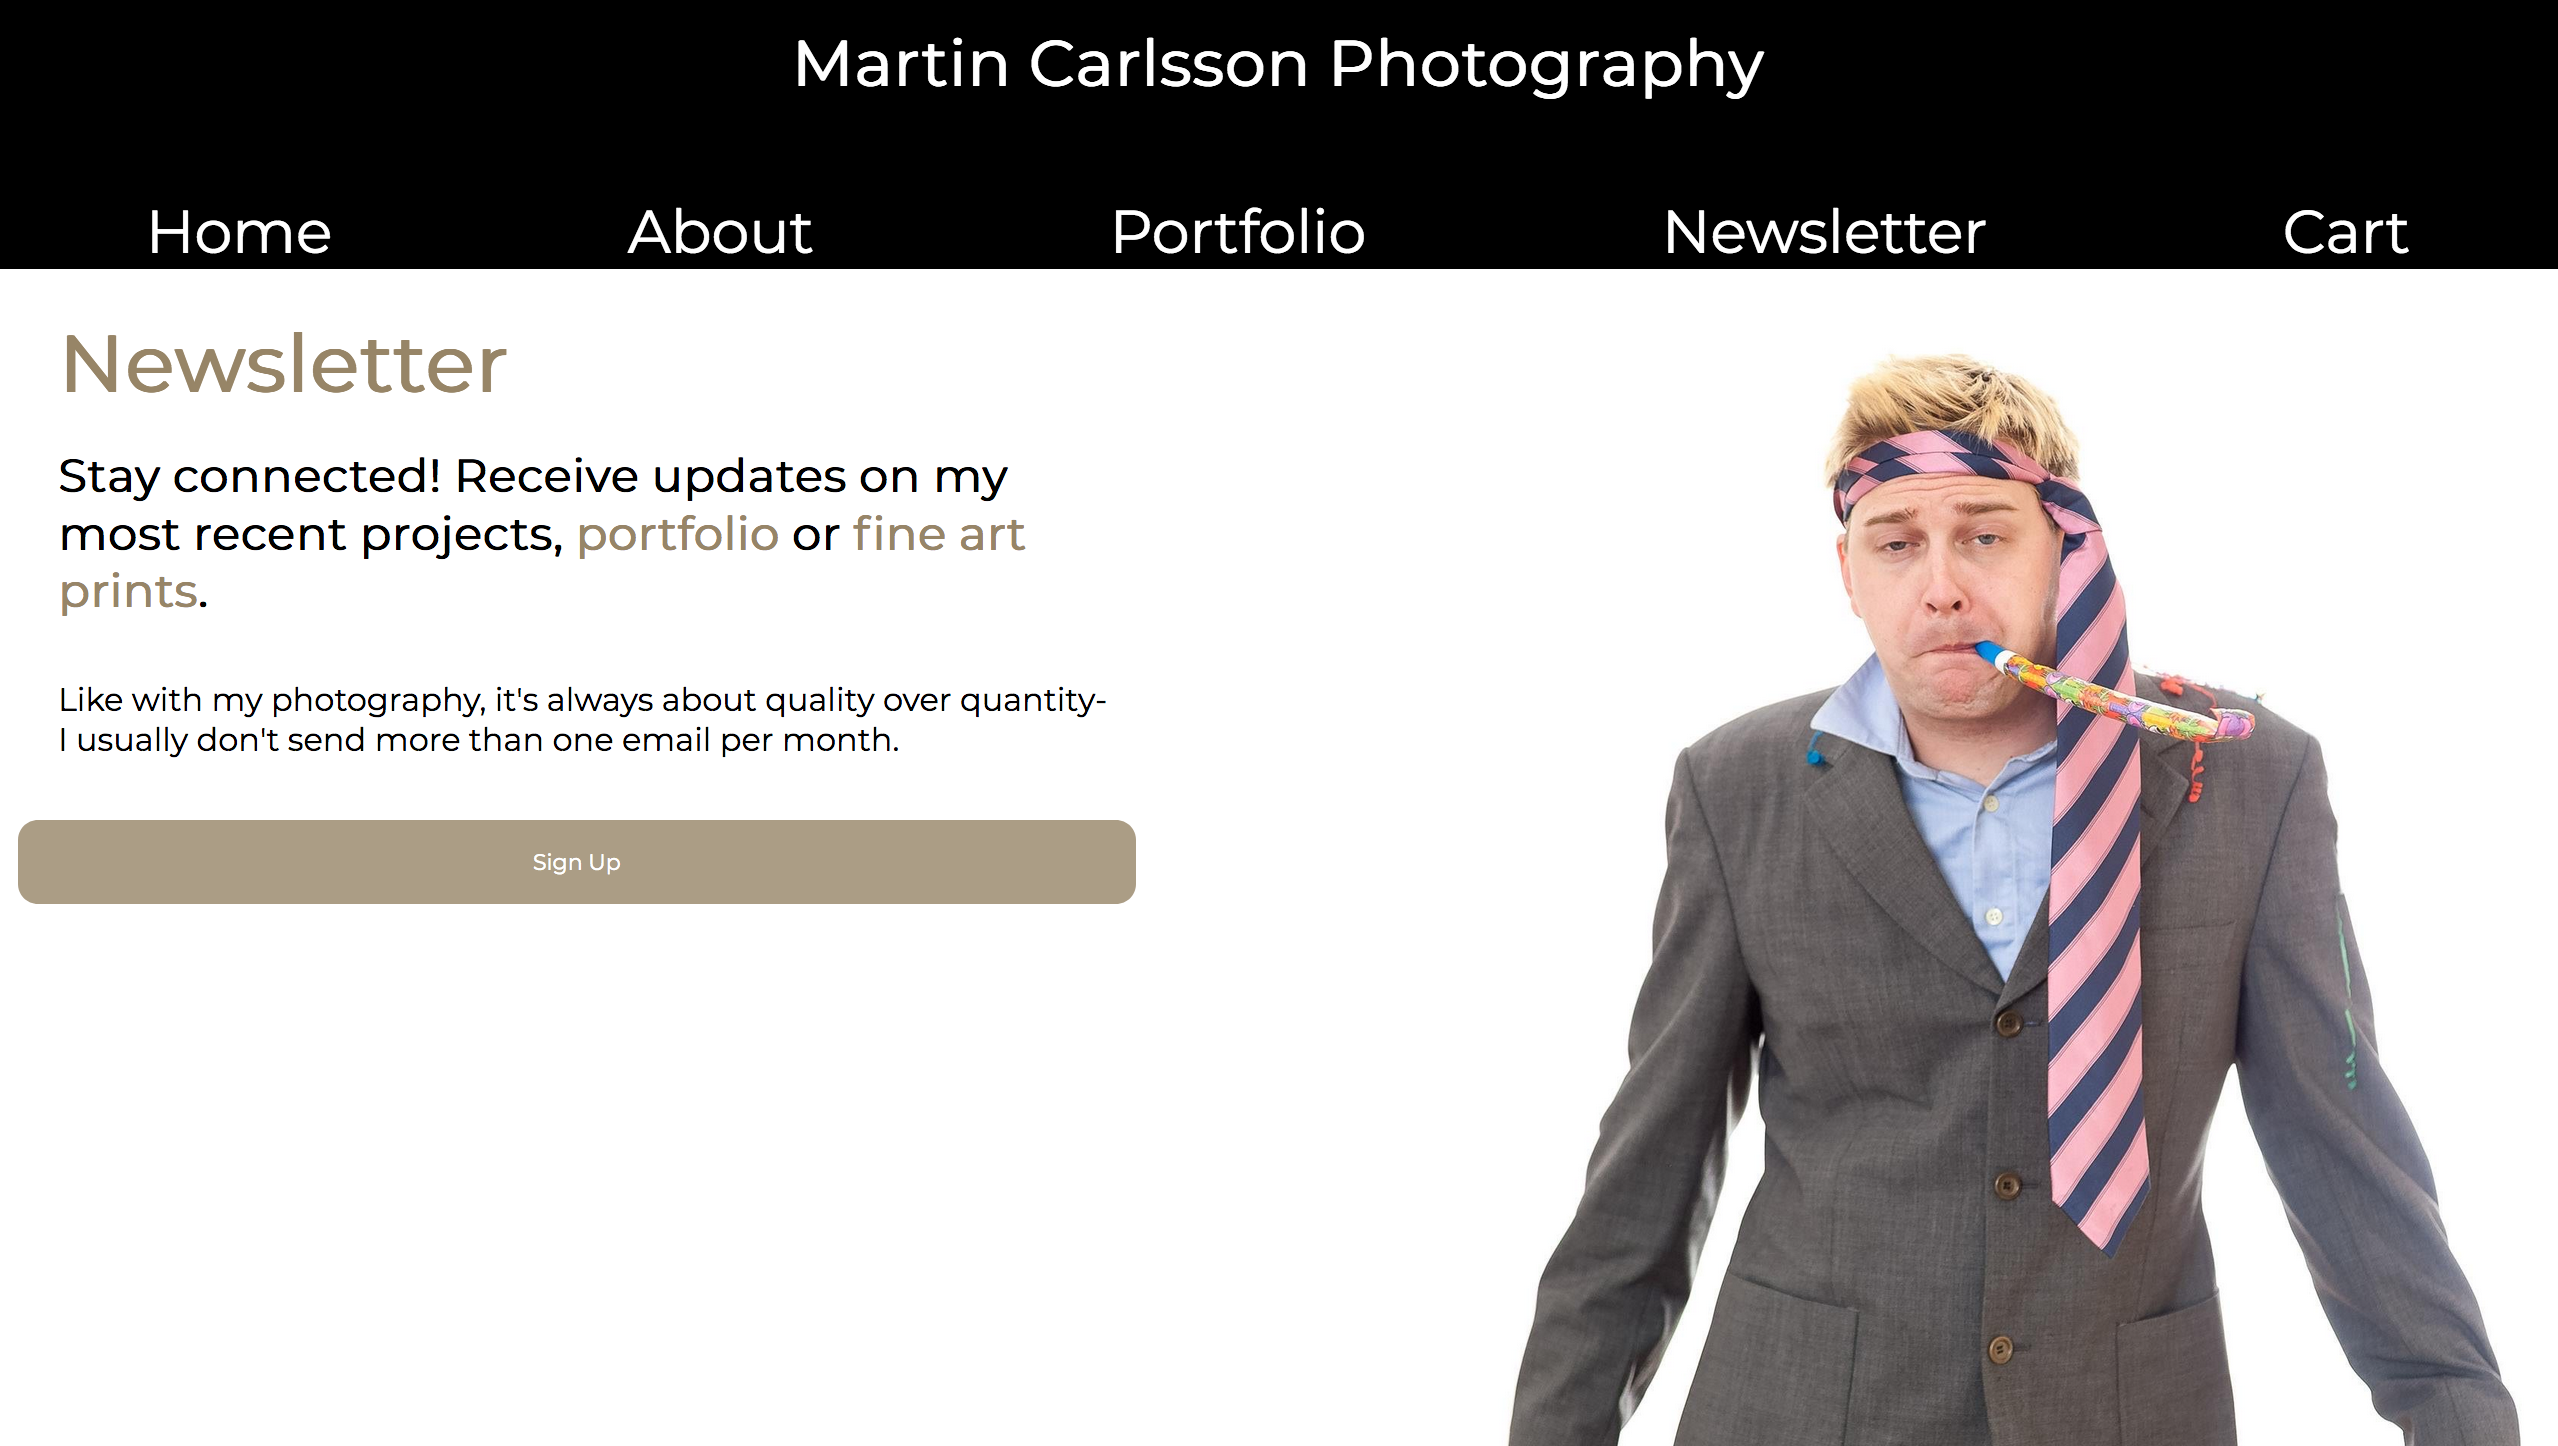 Martin Carlsson Photography
Home About Portfolio Newsletter Cart
Newsletter
Stay connected! Receive updates on my
most recent projects, portfolio or fine art
prints.
Like with my photography, it's always about quality over quantity-
I usually don't send more than one email per month.
Sign Up